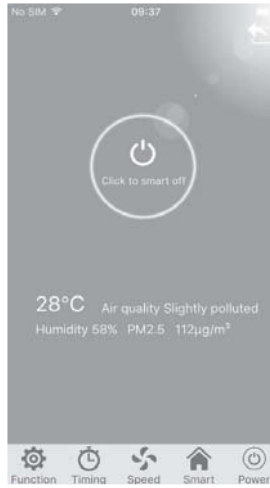 No SIM 09:37
Click to smart off
28°C Air quality Slightly polluted
Humidity 58% PM2.5 112μg/m³
Function Timing Speed Smart Power